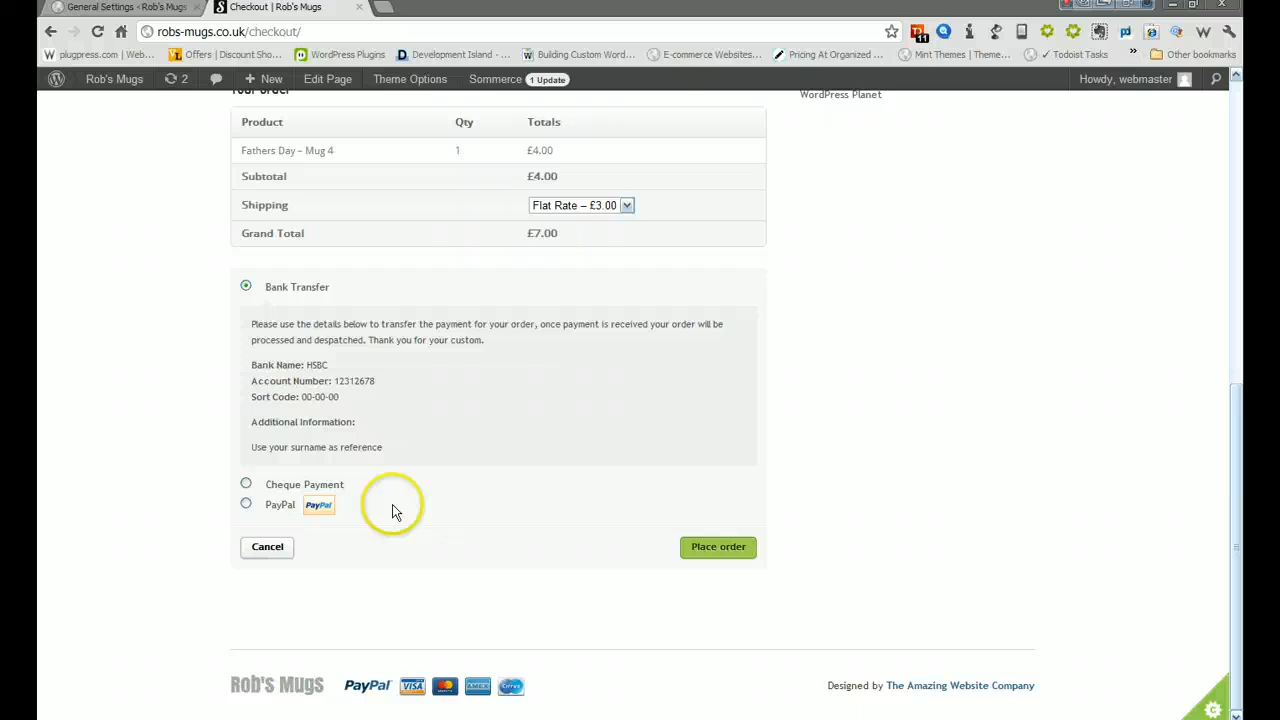 General Settings ‹ Rob's Mugs
Checkout | Rob's Mugs
robs-mugs.co.uk/checkout/
11
plugpress.com | Web...
Offers | Discount Sho...
WordPress Plugins
Development Island - ...
Building Custom Word...
E-commerce Websites...
Pricing At Organized ...
Mint Themes | Theme...
✓ Todoist Tasks
»
Other bookmarks
Rob's Mugs
2
+ New
Edit Page
Theme Options
Sommerce 1 Update
Howdy, webmaster
Your order
WordPress Planet
Product Qty Totals
Fathers Day – Mug 4 1 £4.00
Subtotal £4.00
Shipping Flat Rate – £3.00
Grand Total £7.00
Bank Transfer
Please use the details below to transfer the payment for your order, once payment is received your order will be
processed and despatched. Thank you for your custom.
Bank Name: HSBC
Account Number: 12312678
Sort Code: 00-00-00
Additional Information:
Use your surname as reference
Cheque Payment
PayPal PayPal
Cancel
Place order
Rob's Mugs PayPal VISA MasterCard AMEX Cirrus
Designed by The Amazing Website Company